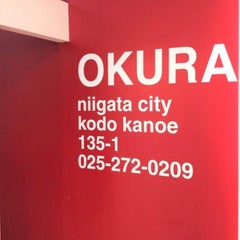 OKURA
niigata city
kodo kanoe
135-1
025-272-0209